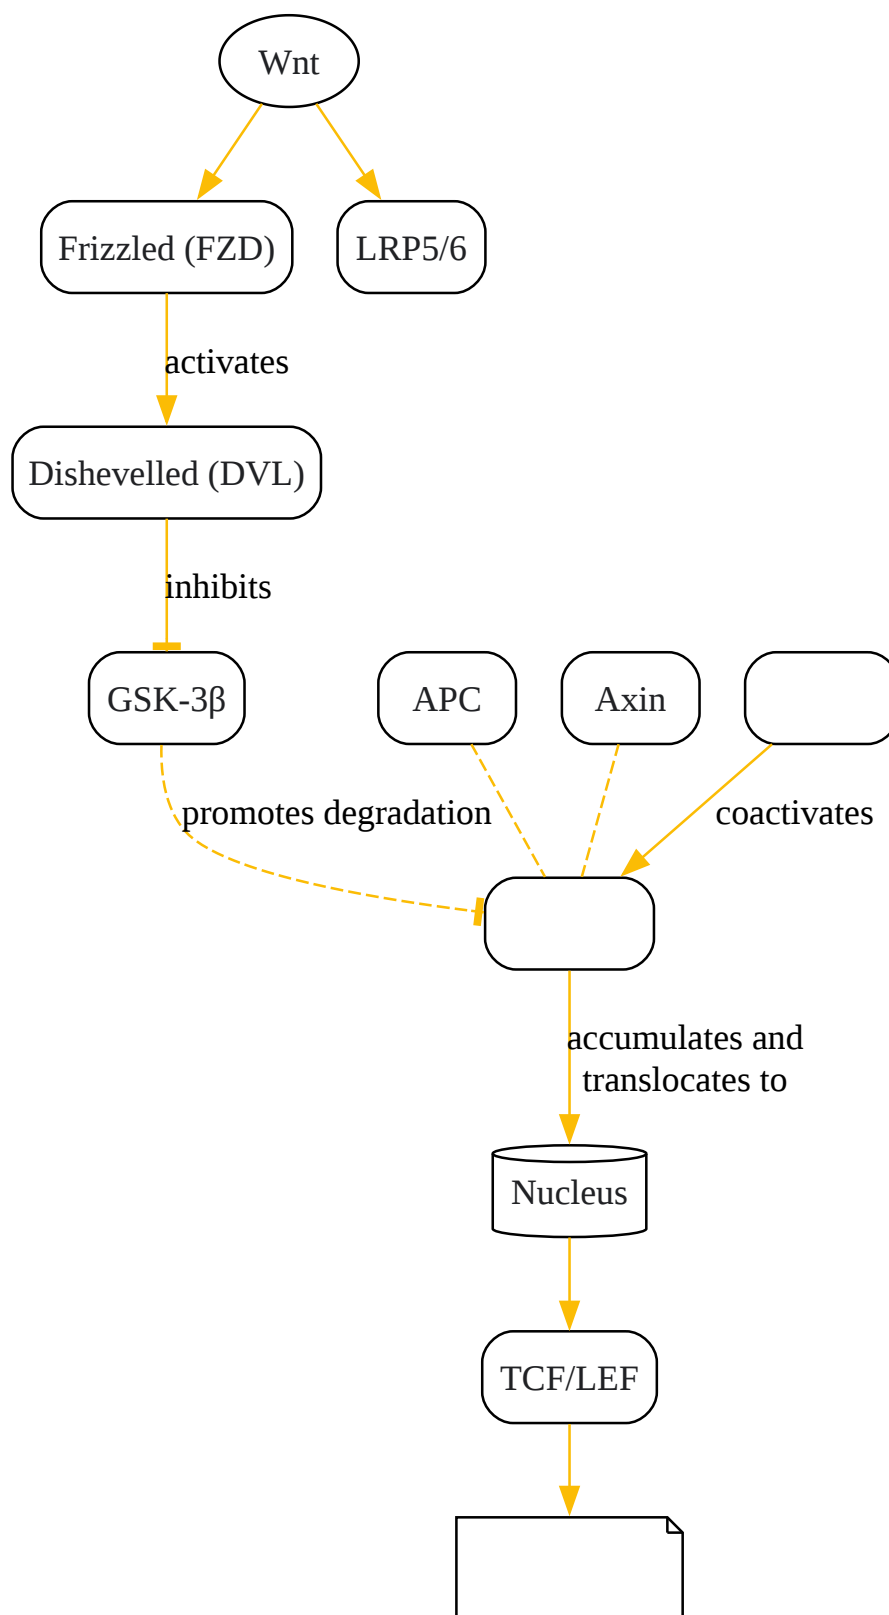 Wnt
Frizzled (FZD)
LRP5/6
activates
Dishevelled (DVL)
inhibits
GSK-3β
APC
Axin
promotes degradation
coactivates
accumulates and
translocates to
Nucleus
TCF/LEF